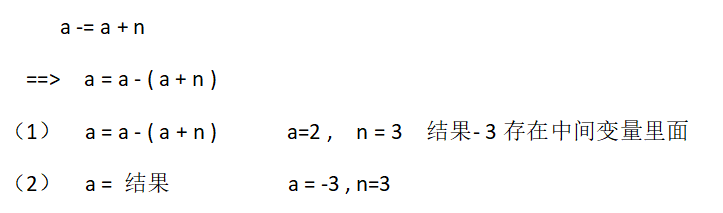 a -= a + n
==> a = a - ( a + n )
（1） a = a - ( a + n ) a=2 , n = 3 结果- 3 存在中间变量里面
（2） a = 结果 a = -3 , n=3